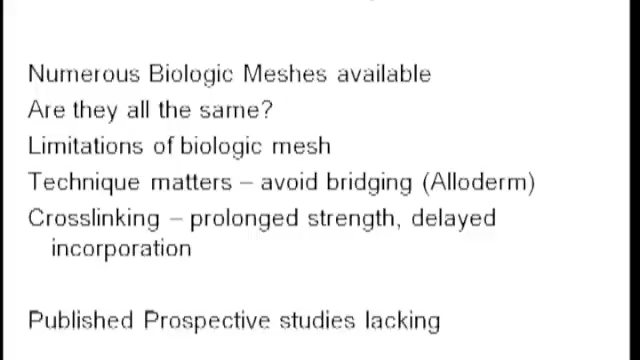 Numerous Biologic Meshes available
Are they all the same?
Limitations of biologic mesh
Technique matters – avoid bridging (Alloderm)
Crosslinking – prolonged strength, delayed
incorporation
Published Prospective studies lacking